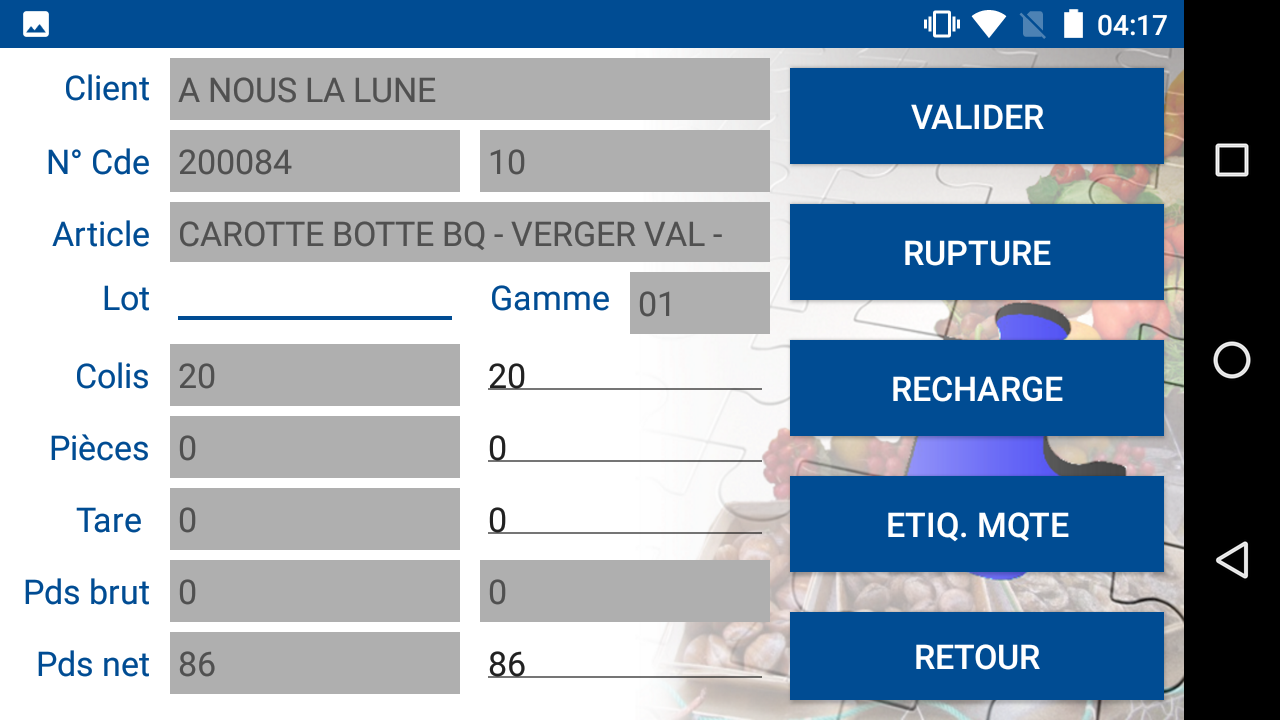 04:17
Client A NOUS LA LUNE
N° Cde 200084 10
Article CAROTTE BOTTE BQ - VERGER VAL -
Lot Gamme 01
Colis 20 20
Pièces 0 0
Tare 0 0
Pds brut 0 0
Pds net 86 86
VALIDER
RUPTURE
RECHARGE
ETIQ. MQTE
RETOUR